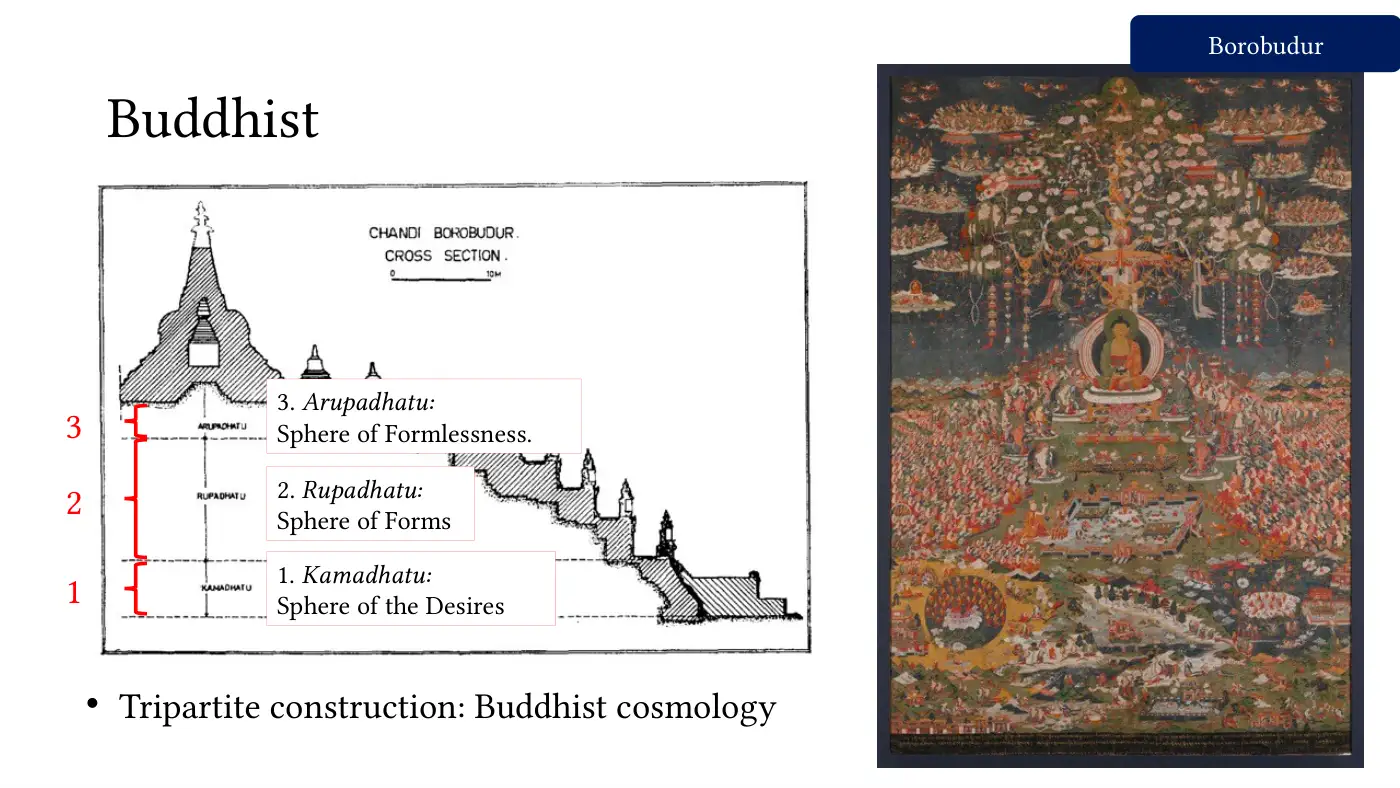 Borobudur
Buddhist
CHANDI BOROBUDUR.
CROSS SECTION.
0 10M
3
ARUPADHATU
3. Arupadhatu:
Sphere of Formlessness.
2
RUPADHATU
2. Rupadhatu:
Sphere of Forms
1
KAMADHATU
1. Kamadhatu:
Sphere of the Desires
• Tripartite construction: Buddhist cosmology